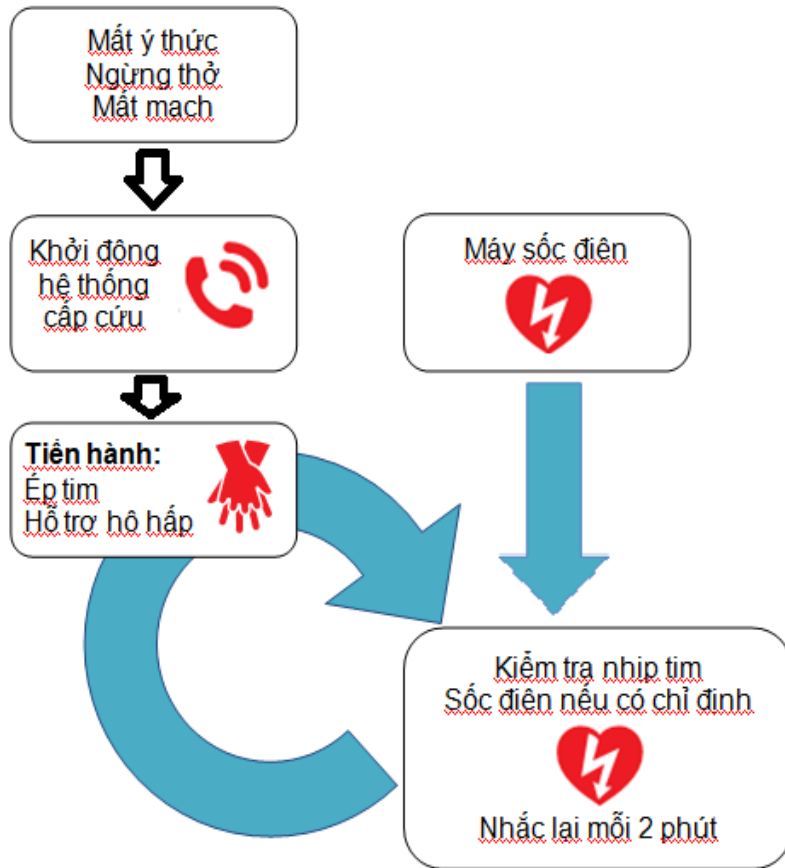 Mất ý thức
Ngừng thở
Mất mạch
Khởi động
hệ thống
cấp cứu
Máy sốc điện
Tiến hành:
Ép tim
Hỗ trợ hô hấp
Kiểm tra nhịp tim
Sốc điện nếu có chỉ định
Nhắc lại mỗi 2 phút